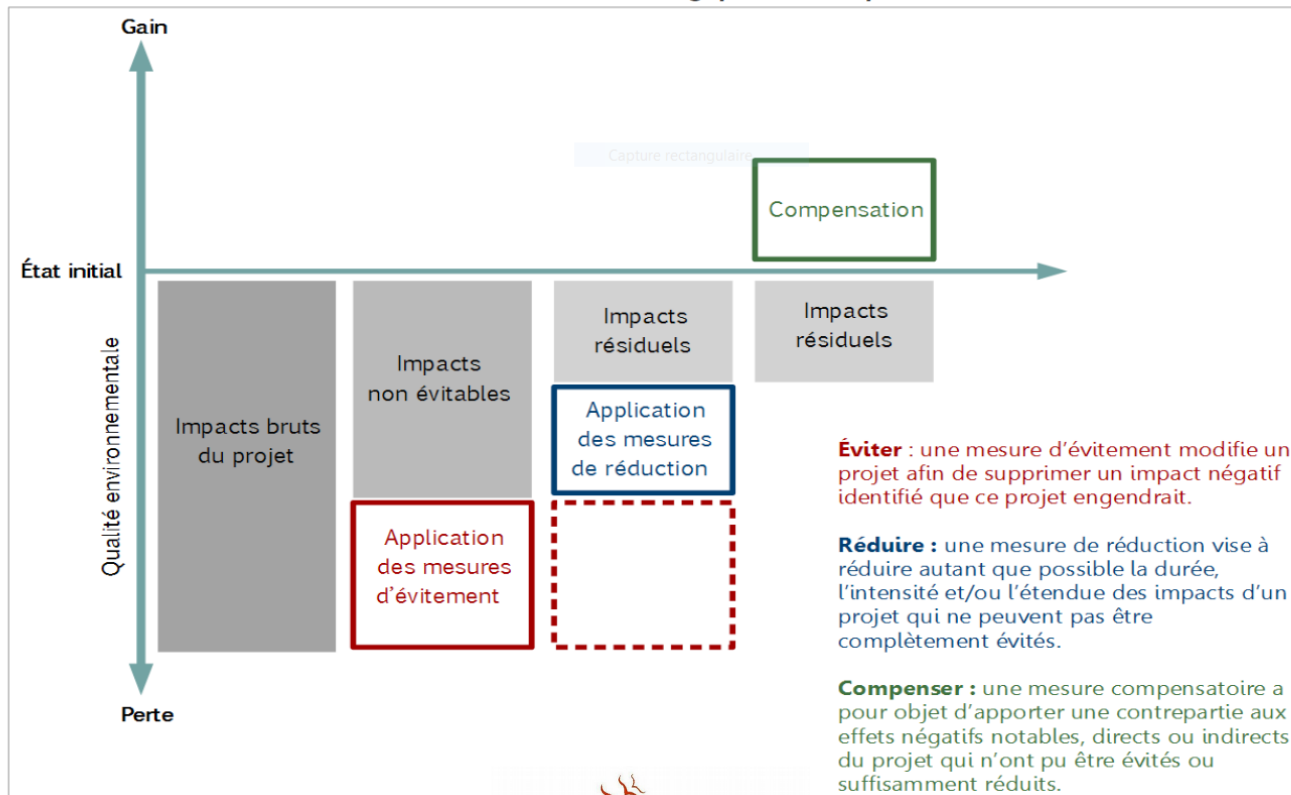 Gain
Capture rectangulaire
Compensation
État initial
Qualité environnementale
Impacts bruts
du projet
Impacts
non évitables
Application
des mesures
d'évitement
Impacts
résiduels
Application
des mesures
de réduction
Impacts
résiduels
Perte
Éviter : une mesure d'évitement modifie un
projet afin de supprimer un impact négatif
identifié que ce projet engendrait.
Réduire : une mesure de réduction vise à
réduire autant que possible la durée,
l'intensité et/ou l'étendue des impacts d'un
projet qui ne peuvent pas être
complètement évités.
Compenser : une mesure compensatoire a
pour objet d'apporter une contrepartie aux
effets négatifs notables, directs ou indirects
du projet qui n'ont pu être évités ou
suffisamment réduits.